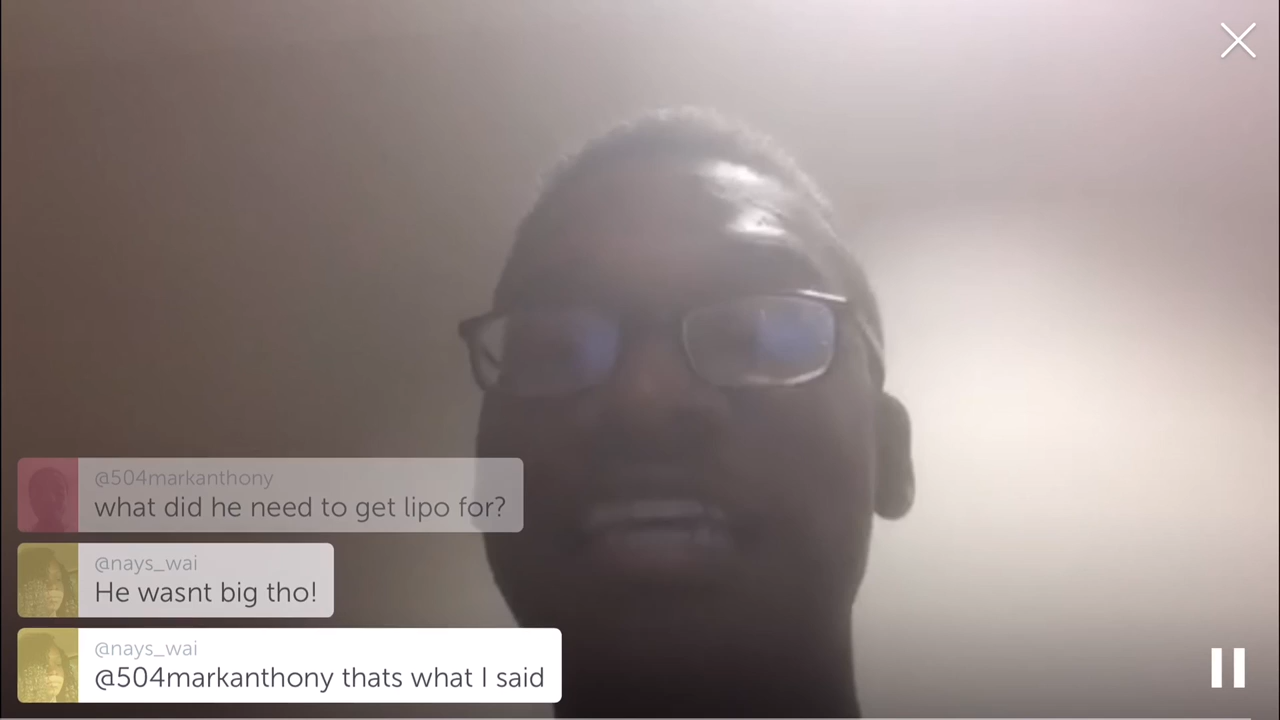 @504markanthony
what did he need to get lipo for?
@nays_wai
He wasnt big tho!
@nays_wai
@504markanthony thats what I said